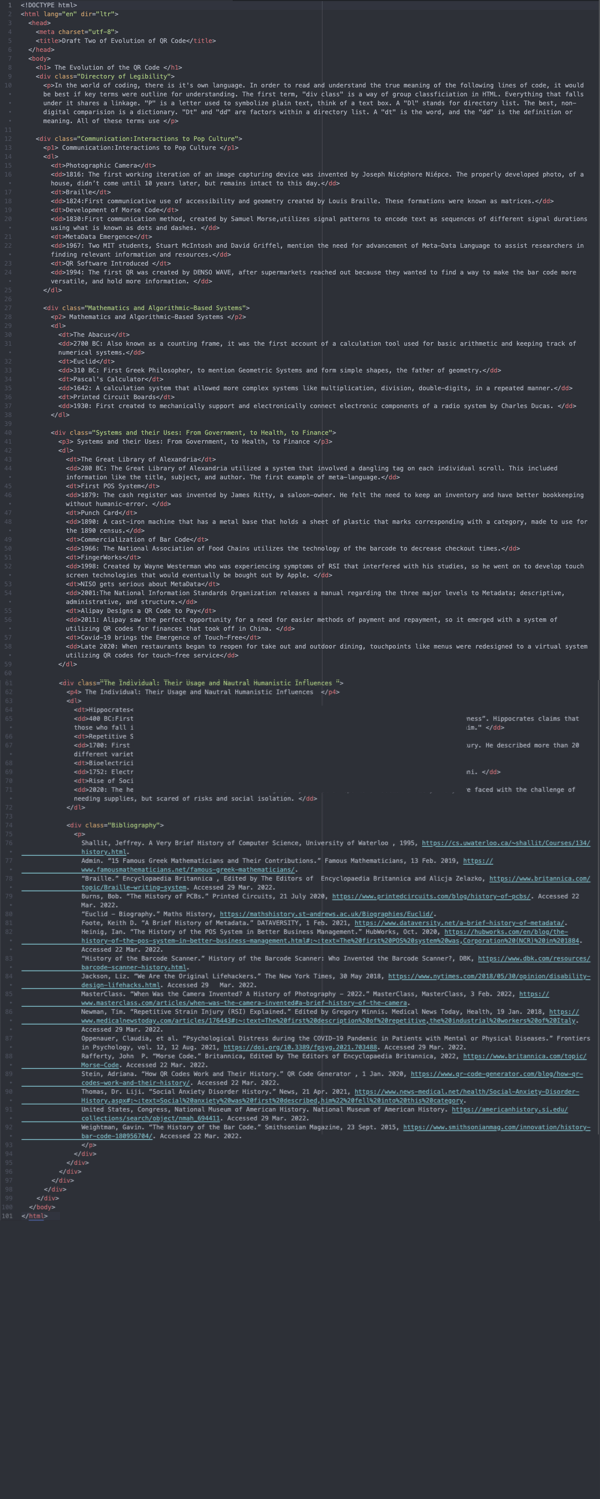 1 <!DOCTYPE html>
2 <html lang="en" dir="ltr">
3 <head>
4 <meta charset="utf-8">
5 <title>Draft Two of Evolution of QR Code</title>
6 </head>
7 <body>
8 <h1> The Evolution of the QR Code </h1>
9 <div class="Directory of Legibility">
10 <p>In the world of coding, there is it's own language. In order to read and understand the true meaning of the following lines of code, it would
be best if key terms were outline for understanding. The first term, "div class" is a way of group classficiation in HTML. Everything that falls
under it shares a linkage. "P" is a letter used to symbolize plain text, think of a text box. A "Dl" stands for directory list. The best, non-
digital comparision is a dictionary. "Dt" and "dd" are factors within a directory list. A "dt" is the word, and the "dd" is the definition or
meaning. All of these terms use </p>
11
12 <div class="Communication:Interactions to Pop Culture">
13 <p1> Communication:Interactions to Pop Culture </p1>
14 <dl>
15 <dt>Photographic Camera</dt>
16 <dd>1816: The first working iteration of an image capturing device was invented by Joseph Nicéphore Niépce. The properly developed photo, of a
house, didn't come until 10 years later, but remains intact to this day.</dd>
17 <dt>Braille</dt>
18 <dd>1824:First communicative use of accessibility and geometry created by Louis Braille. These formations were known as matrices.</dd>
19 <dt>Development of Morse Code</dt>
20 <dd>1830:First communication method, created by Samuel Morse,utilizes signal patterns to encode text as sequences of different signal durations
using what is known as dots and dashes. </dd>
21 <dt>MetaData Emergence</dt>
22 <dd>1967: Two MIT students, Stuart McIntosh and David Griffel, mention the need for advancement of Meta-Data Language to assist researchers in
finding relevant information and resources.</dd>
23 <dt>QR Software Introduced </dt>
24 <dd>1994: The first QR was created by DENSO WAVE, after supermarkets reached out because they wanted to find a way to make the bar code more
versatile, and hold more information. </dd>
25 </dl>
26
27 <div class="Mathematics and Algorithmic-Based Systems">
28 <p2> Mathematics and Algorithmic-Based Systems </p2>
29 <dl>
30 <dt>The Abacus</dt>
31 <dd>2700 BC: Also known as a counting frame, it was the first account of a calculation tool used for basic arithmetic and keeping track of
numerical systems.</dd>
32 <dt>Euclid</dt>
33 <dd>310 BC: First Greek Philosopher, to mention Geometric Systems and form simple shapes, the father of geometry.</dd>
34 <dt>Pascal's Calculator</dt>
35 <dd>1642: A calculation system that allowed more complex systems like multiplication, division, double-digits, in a repeated manner.</dd>
36 <dt>Printed Circuit Boards</dt>
37 <dd>1930: First created to mechanically support and electronically connect electronic components of a radio system by Charles Ducas. </dd>
38 </dl>
39
40 <div class="Systems and their Uses: From Government, to Health, to Finance">
41 <p3> Systems and their Uses: From Government, to Health, to Finance </p3>
42 <dl>
43 <dt>The Great Library of Alexandria</dt>
44 <dd>280 BC: The Great Library of Alexandria utilized a system that involved a dangling tag on each individual scroll. This included
information like the title, subject, and author. The first example of meta-language.</dd>
45 <dt>First POS System</dt>
46 <dd>1879: The cash register was invented by James Ritty, a saloon-owner. He felt the need to keep an inventory and have better bookkeeping
without humanic-error. </dd>
47 <dt>Punch Card</dt>
48 <dd>1890: A cast-iron machine that has a metal base that holds a sheet of plastic that marks corresponding with a category, made to use for
the 1890 census.</dd>
49 <dt>Commercialization of Bar Code</dt>
50 <dd>1966: The National Association of Food Chains utilizes the technology of the barcode to decrease checkout times.</dd>
51 <dt>FingerWorks</dt>
52 <dd>1998: Created by Wayne Westerman who was experiencing symptoms of RSI that interfered with his studies, so he went on to develop touch
screen technologies that would eventually be bought out by Apple. </dd>
53 <dt>NISO gets serious about MetaData</dt>
54 <dd>2001:The National Information Standards Organization releases a manual regarding the three major levels to Metadata; descriptive,
administrative, and structure.</dd>
55 <dt>Alipay Designs a QR Code to Pay</dt>
56 <dd>2011: Alipay saw the perfect opportunity for a need for easier methods of payment and repayment, so it emerged with a system of
utilizing QR codes for finances that took off in China. </dd>
57 <dt>Covid-19 brings the Emergence of Touch-Free</dt>
58 <dd>Late 2020: When restaurants began to reopen for take out and outdoor dining, touchpoints like menus were redesigned to a virtual system
utilizing QR codes for touch-free service</dd>
59 </dl>
60
61 <div class="The Individual: Their Usage and Nautral Humanistic Influences ">
62 <p4> The Individual: Their Usage and Nautral Humanistic Influences </p4>
63 <dl>
64 <dt>Hippocrates<
65 <dd>400 BC:First ness". Hippocrates claims that
those who fall i im." </dd>
66 <dt>Repetitive S
67 <dd>1700: First ury. He described more than 20
different variet
68 <dt>Bioelectrici
69 <dd>1752: Electr ni. </dd>
70 <dt>Rise of Soci
71 <dd>2020: The he e faced with the challenge of
needing supplies, but scared of risks and social isolation. </dd>
72 </dl>
73
74 <div class="Bibliography">
75 <p>
76 Shallit, Jeffrey. A Very Brief History of Computer Science, University of Waterloo , 1995, https://cs.uwaterloo.ca/~shallit/Courses/134/
history.html.
77 Admin. "15 Famous Greek Mathematicians and Their Contributions." Famous Mathematicians, 13 Feb. 2019, https://
www.famousmathematicians.net/famous-greek-mathematicians/.
78 "Braille." Encyclopaedia Britannica , Edited by The Editors of Encyclopaedia Britannica and Alicja Zelazko, https://www.britannica.com/
topic/Braille-writing-system. Accessed 29 Mar. 2022.
79 Burns, Bob. "The History of PCBs." Printed Circuits, 21 July 2020, https://www.printedcircuits.com/blog/history-of-pcbs/. Accessed 22
Mar. 2022.
80 "Euclid - Biography." Maths History, https://mathshistory.st-andrews.ac.uk/Biographies/Euclid/.
81 Foote, Keith D. "A Brief History of Metadata." DATAVERSITY, 1 Feb. 2021, https://www.dataversity.net/a-brief-history-of-metadata/.
82 Heinig, Ian. "The History of the POS System in Better Business Management." HubWorks, Oct. 2020, https://hubworks.com/en/blog/the-
history-of-the-pos-system-in-better-business-management.html#:~:text=The%20first%20POS%20system%20was,Corporation%20(NCR)%20in%201884.
Accessed 22 Mar. 2022.
83 "History of the Barcode Scanner." History of the Barcode Scanner: Who Invented the Barcode Scanner?, DBK, https://www.dbk.com/resources/
barcode-scanner-history.html.
84 Jackson, Liz. "We Are the Original Lifehackers." The New York Times, 30 May 2018, https://www.nytimes.com/2018/05/30/opinion/disability-
design-lifehacks.html. Accessed 29 Mar. 2022.
85 MasterClass. "When Was the Camera Invented? A History of Photography - 2022." MasterClass, MasterClass, 3 Feb. 2022, https://
www.masterclass.com/articles/when-was-the-camera-invented#a-brief-history-of-the-camera.
86 Newman, Tim. "Repetitive Strain Injury (RSI) Explained." Edited by Gregory Minnis. Medical News Today, Health, 19 Jan. 2018, https://
www.medicalnewstoday.com/articles/176443#:~:text=The%20first%20description%20of%20repetitive,the%20industrial%20workers%20of%20Italy.
Accessed 29 Mar. 2022.
87 Oppenauer, Claudia, et al. "Psychological Distress during the COVID-19 Pandemic in Patients with Mental or Physical Diseases." Frontiers
in Psychology, vol. 12, 12 Aug. 2021, https://doi.org/10.3389/fpsyg.2021.703488. Accessed 29 Mar. 2022.
88 Rafferty, John P. "Morse Code." Britannica, Edited by The Editors of Encyclopaedia Britannica, 2022, https://www.britannica.com/topic/
Morse-Code. Accessed 22 Mar. 2022.
89 Stein, Adriana. "How QR Codes Work and Their History." QR Code Generator , 1 Jan. 2020, https://www.qr-code-generator.com/blog/how-qr-
codes-work-and-their-history/. Accessed 22 Mar. 2022.
90 Thomas, Dr. Liji. "Social Anxiety Disorder History." News, 21 Apr. 2021, https://www.news-medical.net/health/Social-Anxiety-Disorder-
History.aspx#:~:text=Social%20anxiety%20was%20first%20described,him%22%20fell%20into%20this%20category.
91 United States, Congress, National Museum of American History. National Museum of American History. https://americanhistory.si.edu/
collections/search/object/nmah_694411. Accessed 29 Mar. 2022.
92 Weightman, Gavin. "The History of the Bar Code." Smithsonian Magazine, 23 Sept. 2015, https://www.smithsonianmag.com/innovation/history-
bar-code-180956704/. Accessed 22 Mar. 2022.
93 </p>
94 </div>
95 </div>
96 </div>
97 </div>
98 </div>
99 </div>
100 </body>
101 </html>